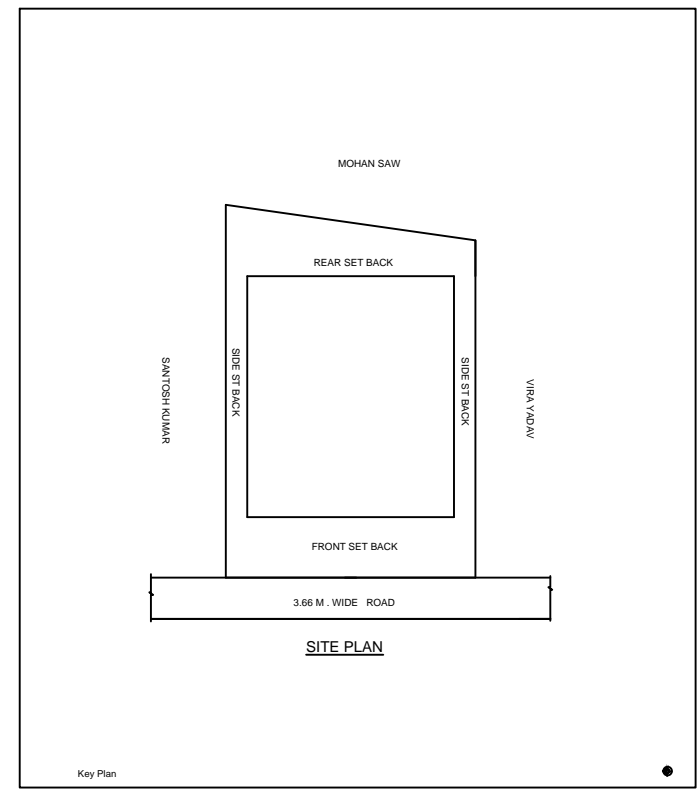 MOHAN SAW
REAR SET BACK
SANTOSH KUMAR
SIDE ST BACK
SIDE ST BACK
VIRA YADAV
FRONT SET BACK
3.66 M . WIDE ROAD
SITE PLAN
Key Plan